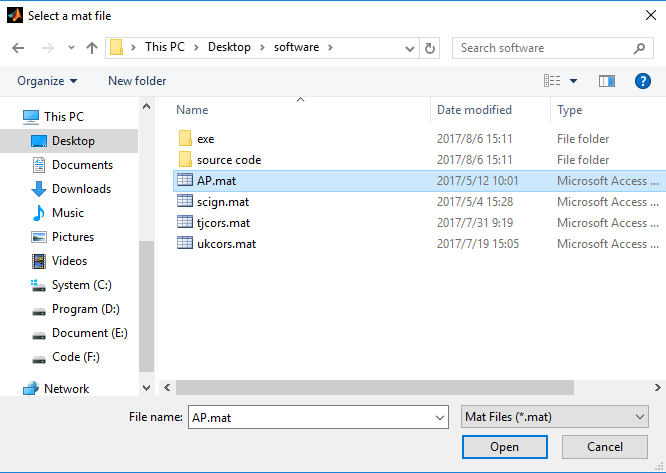 Select a mat file
This PC > Desktop > software >
Search software
Organize
New folder
This PC
Desktop
Documents
Downloads
Music
Pictures
Videos
System (C:)
Program (D:)
Document (E:)
Code (F:)
Network
Name Date modified Type
exe 2017/8/6 15:11 File folder
source code 2017/8/6 15:11 File folder
AP.mat 2017/5/12 10:01 Microsoft Access ...
scign.mat 2017/5/4 15:28 Microsoft Access ...
tjcors.mat 2017/7/31 9:19 Microsoft Access ...
ukcors.mat 2017/7/19 15:05 Microsoft Access ...
File name: AP.mat
Mat Files (*.mat)
Open
Cancel